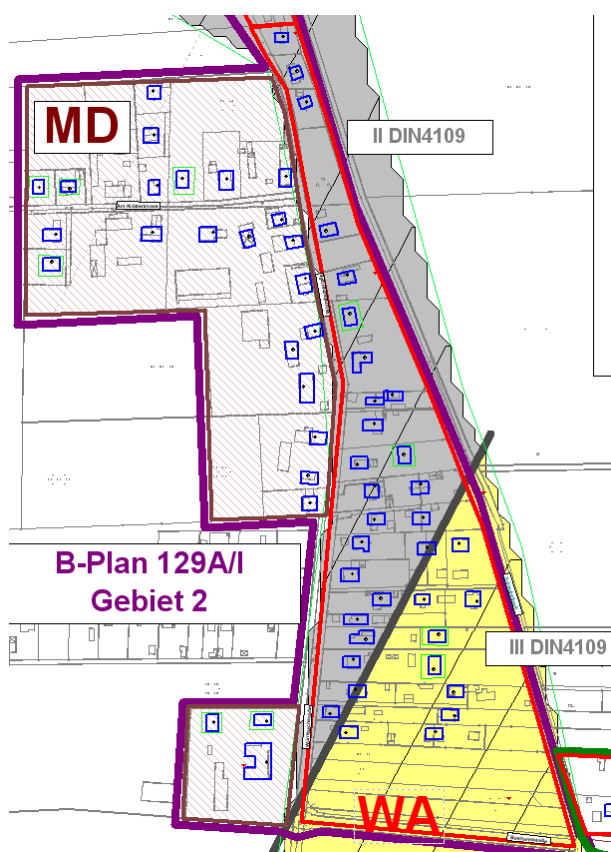 MD
II DIN4109
B-Plan 129A/I
Gebiet 2
III DIN4109
WA